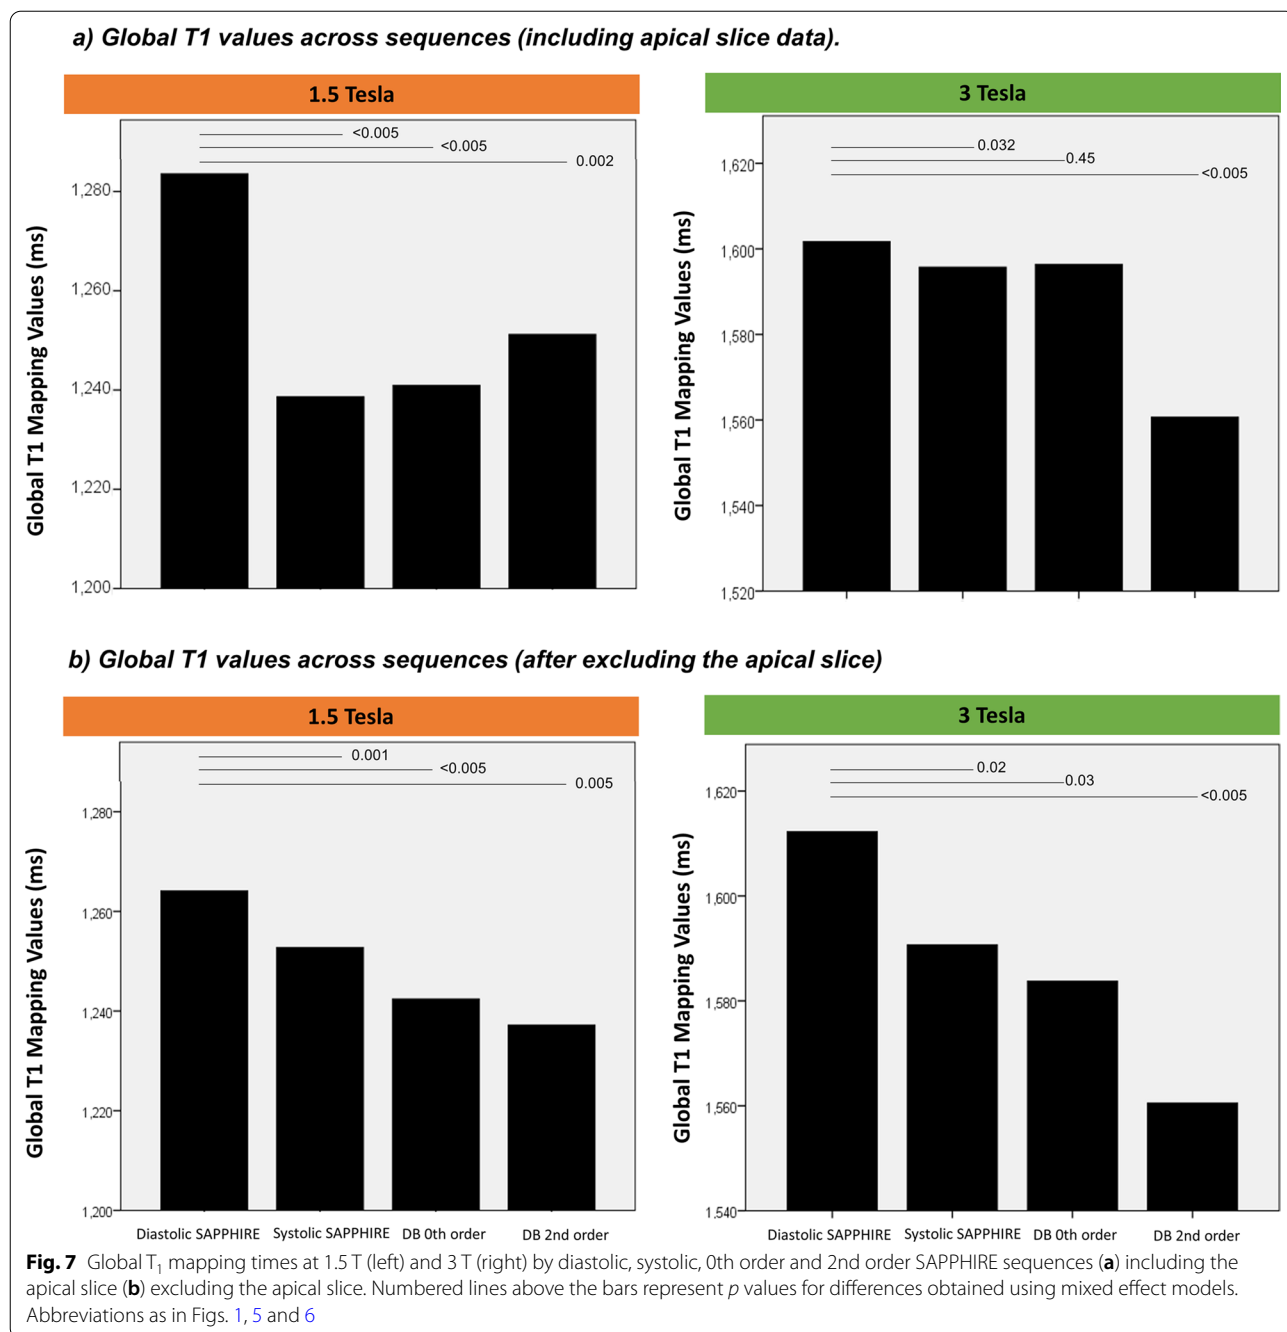 a) Global T1 values across sequences (including apical slice data).
1.5 Tesla
Global T1 Mapping Values (ms)
1,280
1,260
1,240
1,220
1,200
<0.005
<0.005
0.002
3 Tesla
Global T1 Mapping Values (ms)
1,620
1,600
1,580
1,560
1,540
1,520
0.032
0.45
<0.005
b) Global T1 values across sequences (after excluding the apical slice)
1.5 Tesla
Global T1 Mapping Values (ms)
1,280
1,260
1,240
1,220
1,200
0.001
<0.005
0.005
Diastolic SAPPHIRE Systolic SAPPHIRE DB 0th order DB 2nd order
3 Tesla
Global T1 Mapping Values (ms)
1,620
1,600
1,580
1,560
1,540
0.02
0.03
<0.005
Diastolic SAPPHIRE Systolic SAPPHIRE DB 0th order DB 2nd order
Fig. 7 Global T₁ mapping times at 1.5 T (left) and 3 T (right) by diastolic, systolic, 0th order and 2nd order SAPPHIRE sequences (a) including the
apical slice (b) excluding the apical slice. Numbered lines above the bars represent p values for differences obtained using mixed effect models.
Abbreviations as in Figs. 1, 5 and 6